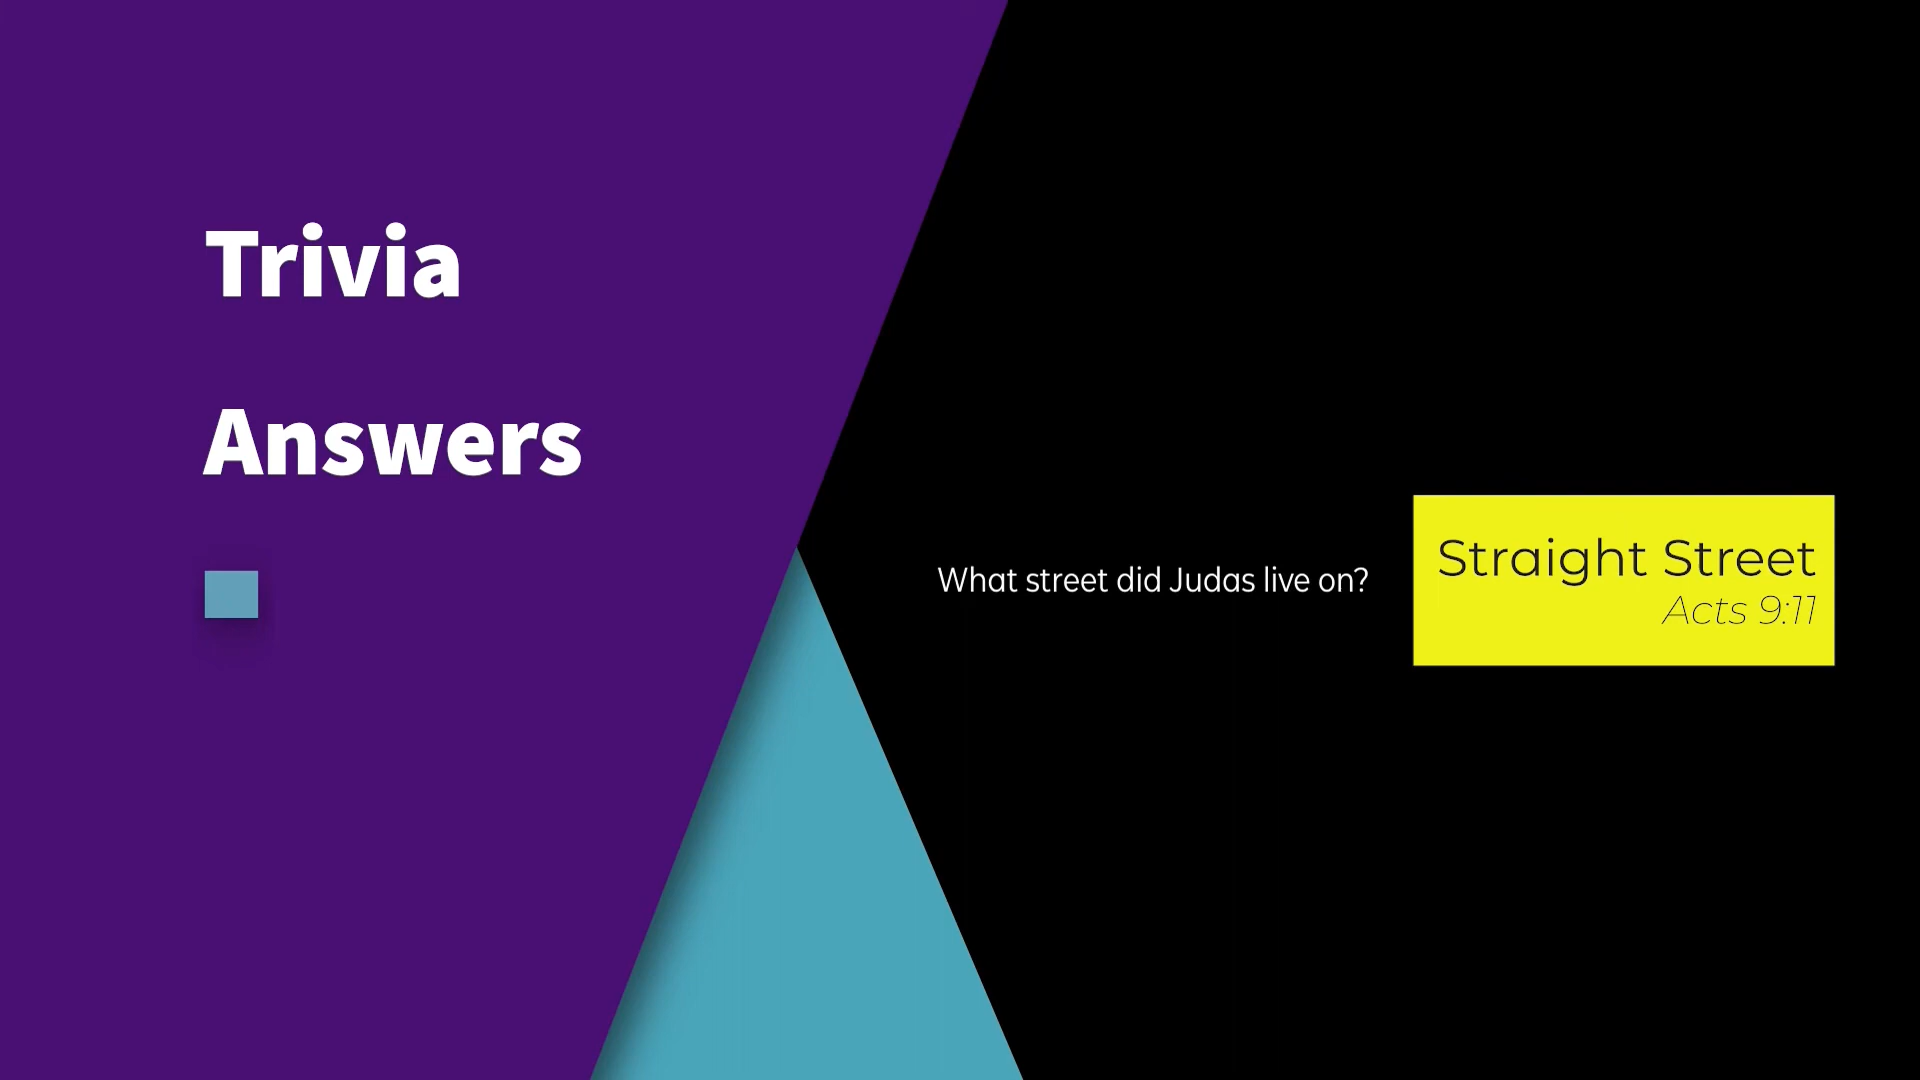 Trivia
Answers
What street did Judas live on?
Straight Street
Acts 9:11